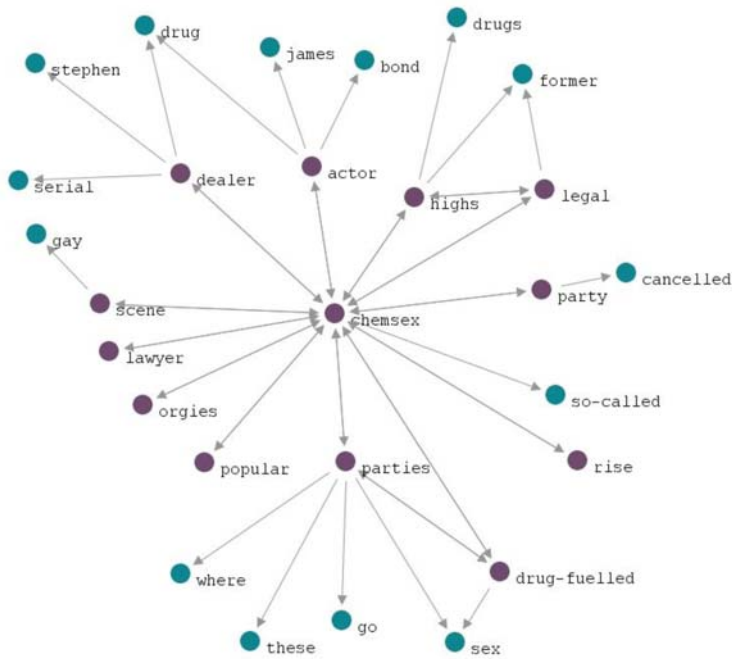 drugs
drug
james
bond
stephen
former
actor
dealer
serial
highs
legal
gay
cancelled
party
scene
chemsex
lawyer
so-called
orgies
popular
parties
rise
where
drug-fuelled
go
these
sex